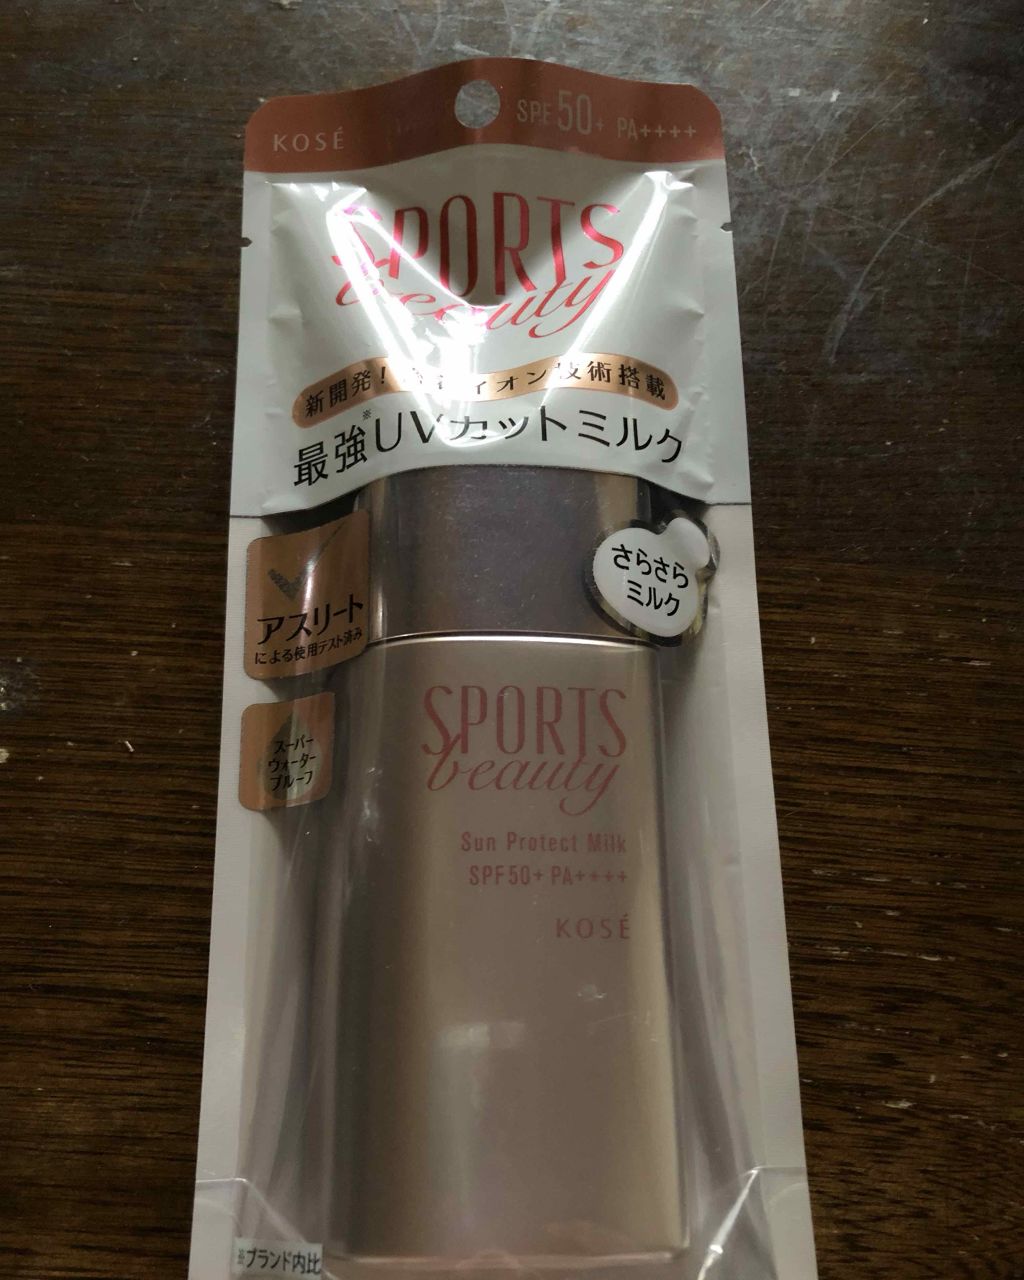 KOSÉ
SPF 50+ PA++++
SPORTS
beauty
新開発! イオン技術搭載
最強※UVカットミルク
さらさら
ミルク
アスリート
による使用テスト済み
スーパー
ウォーター
プルーフ
SPORTS
beauty
Sun Protect Milk
SPF50+ PA++++
KOSÉ
※ブランド内比